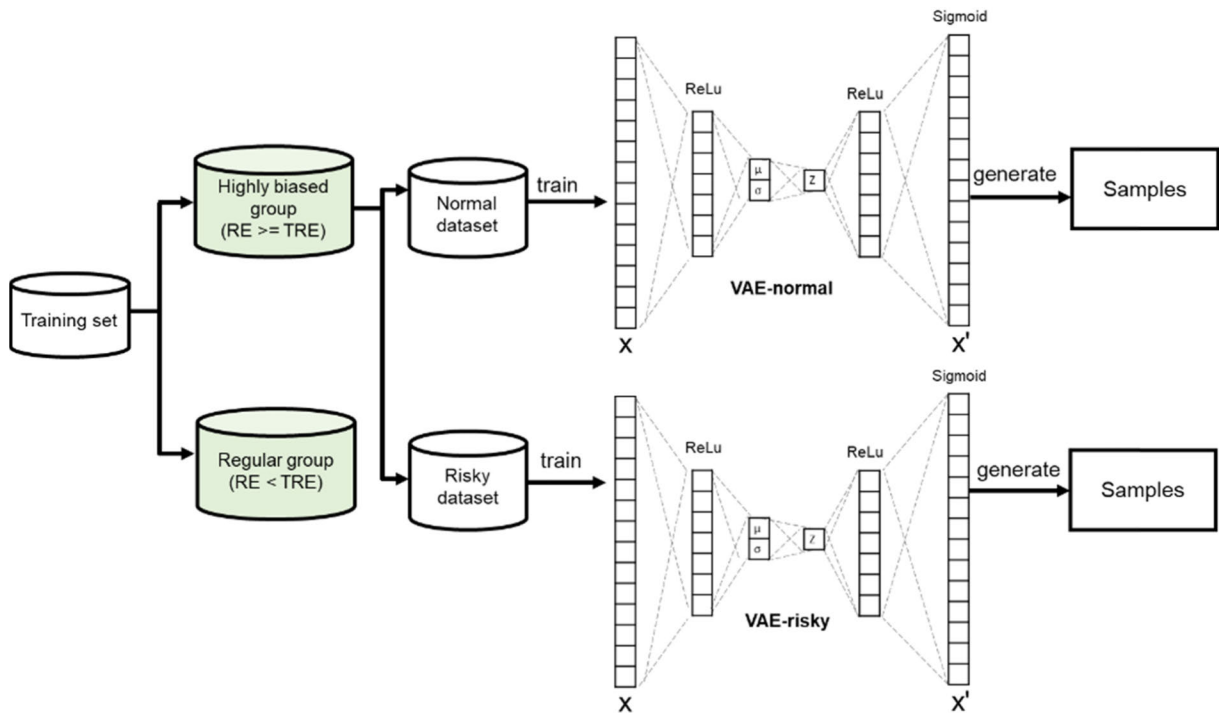 Training set
Highly biased
group
(RE >= TRE)
Regular group
(RE < TRE)
Normal
dataset
train
Risky
dataset
train
ReLu
μ
σ
Z
ReLu
Sigmoid
VAE-normal
X
X'
generate
Samples
ReLu
μ
σ
Z
ReLu
Sigmoid
VAE-risky
X
X'
generate
Samples